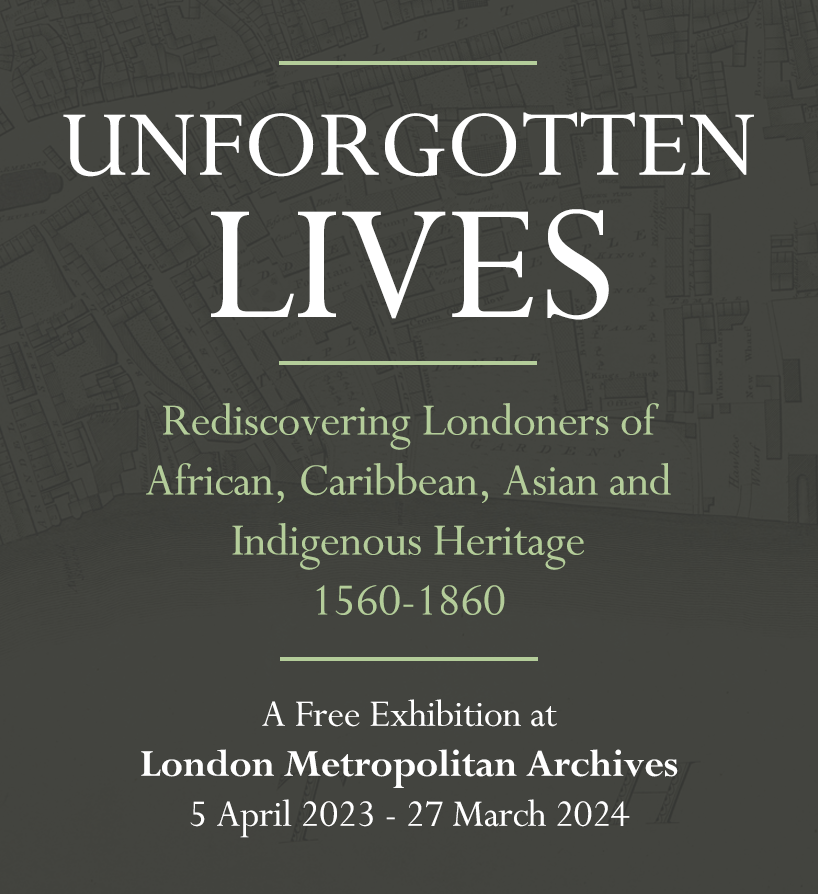 UNFORGOTTEN
LIVES
Rediscovering Londoners of
African, Caribbean, Asian and
Indigenous Heritage
1560-1860
A Free Exhibition at
London Metropolitan Archives
5 April 2023 - 27 March 2024